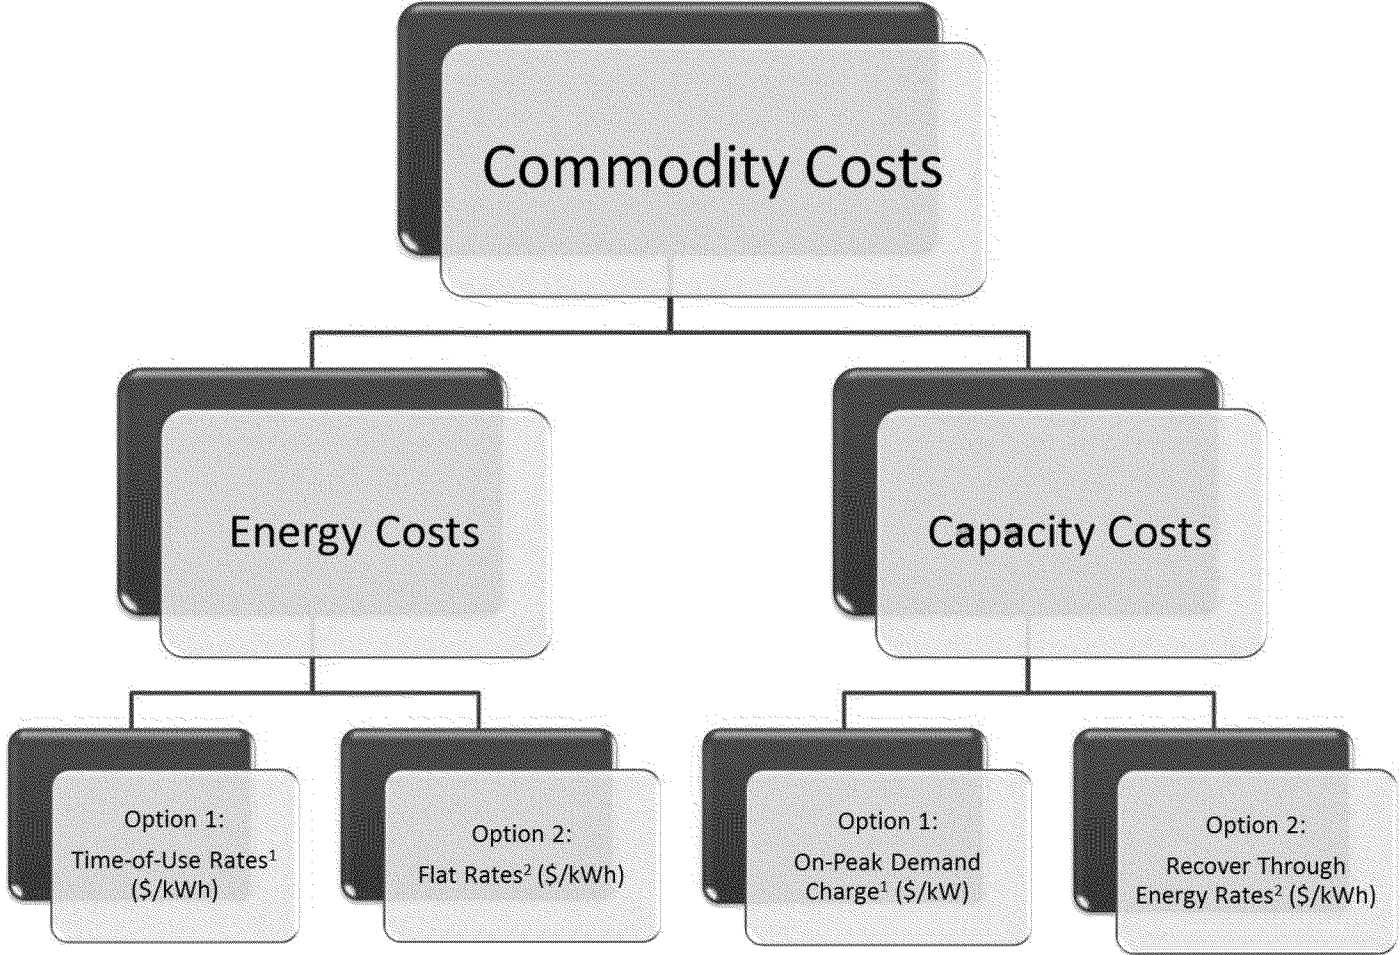 Commodity Costs
Energy Costs
Capacity Costs
Option 1:
Time-of-Use Rates¹
($/kWh)
Option 2:
Flat Rates² ($/kWh)
Option 1:
On-Peak Demand
Charge¹ ($/kW)
Option 2:
Recover Through
Energy Rates² ($/kWh)